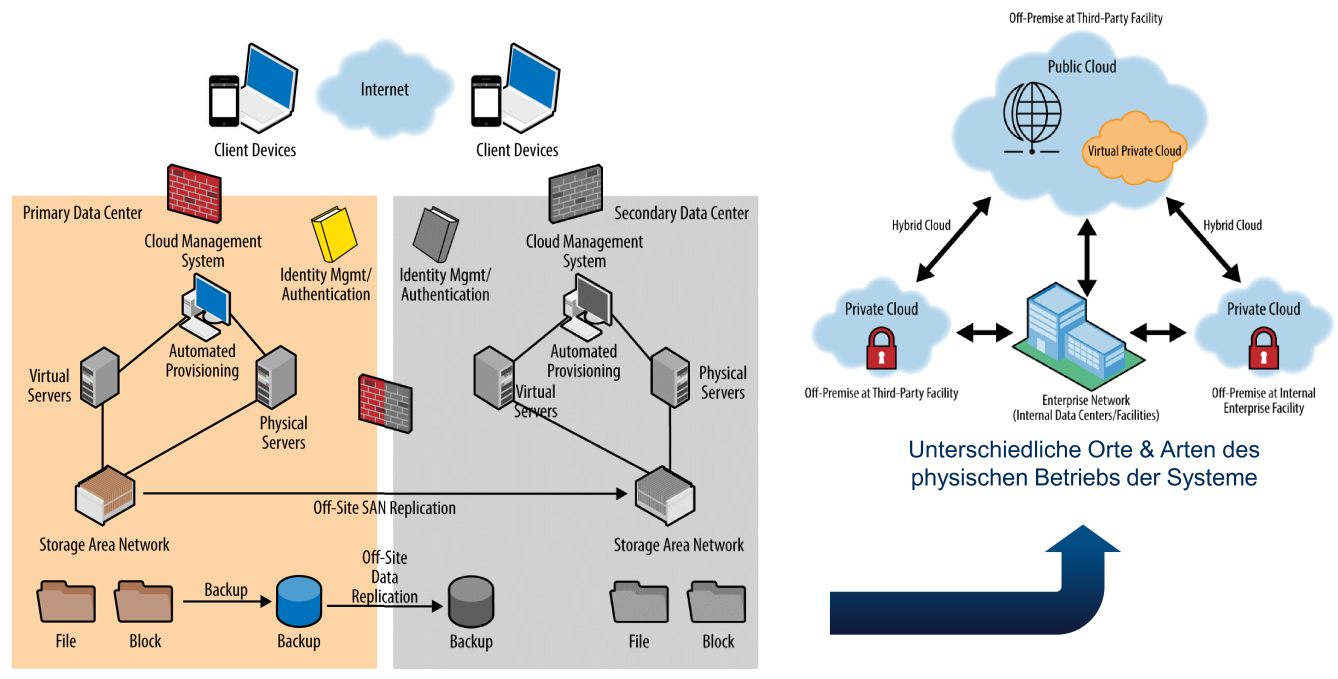 Internet
Client Devices
Client Devices
Primary Data Center
Cloud Management
System
Identity Mgmt/
Authentication
Automated
Provisioning
Virtual
Servers
Physical
Servers
Storage Area Network
File
Block
Backup
Backup
Off-Site SAN Replication
Off-Site
Data
Replication
Secondary Data Center
Cloud Management
System
Identity Mgmt/
Authentication
Automated
Provisioning
Virtual
Servers
Physical
Servers
Storage Area Network
Backup
File
Block
Off-Premise at Third-Party Facility
Public Cloud
Virtual Private Cloud
Hybrid Cloud
Hybrid Cloud
Private Cloud
Off-Premise at Third-Party Facility
Enterprise Network
(Internal Data Centers/Facilities)
Private Cloud
Off-Premise at Internal
Enterprise Facility
Unterschiedliche Orte & Arten des
physischen Betriebs der Systeme